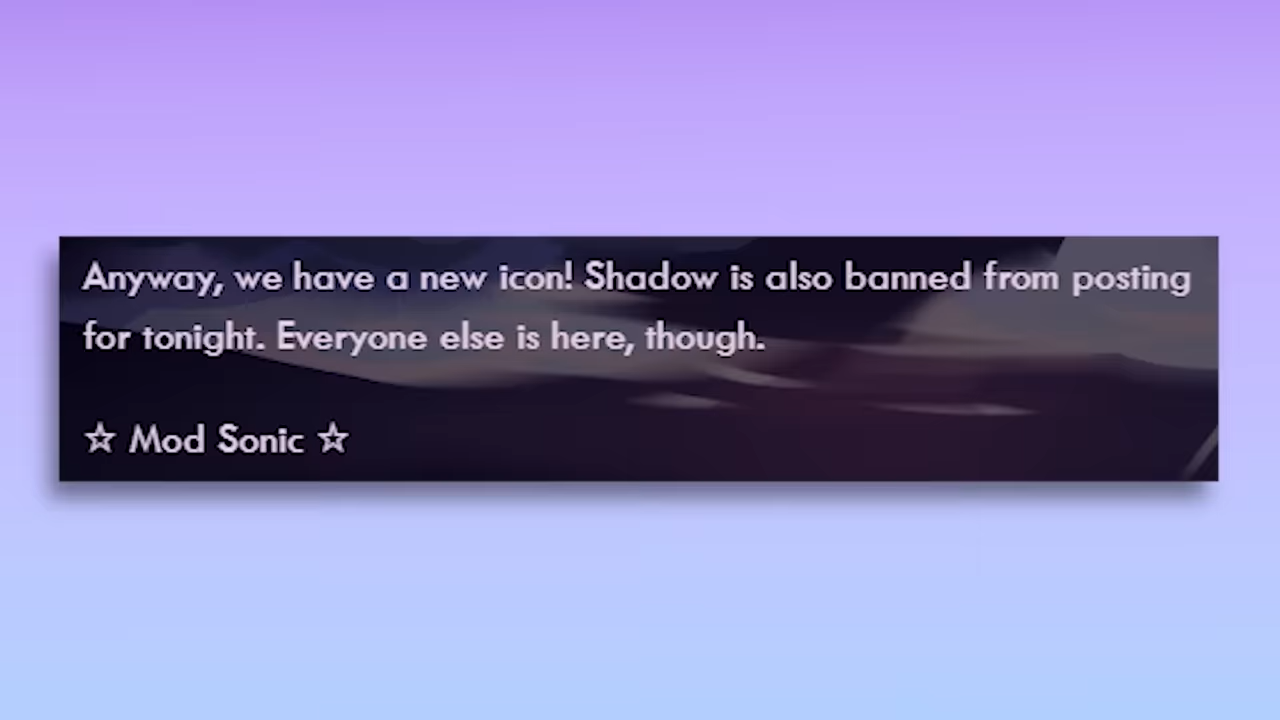 Anyway, we have a new icon! Shadow is also banned from posting
for tonight. Everyone else is here, though.
☆ Mod Sonic ☆